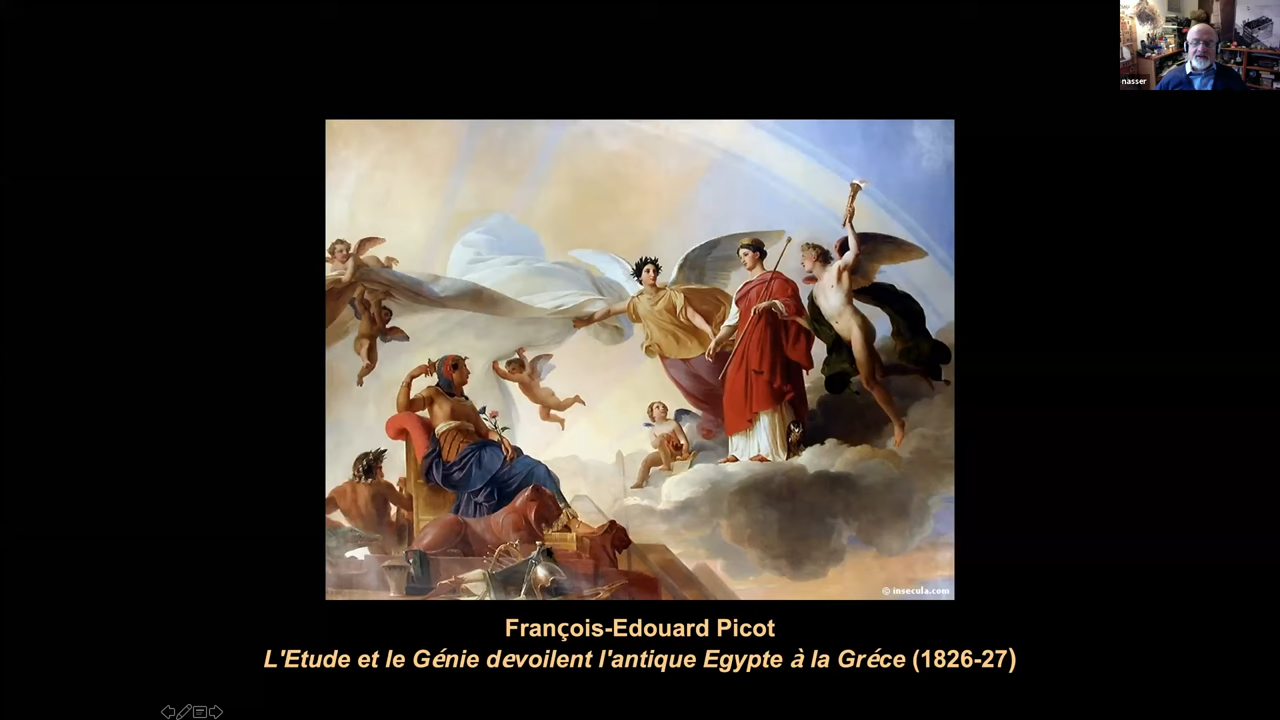 nasser
© insecula.com
François-Edouard Picot
L'Etude et le Génie devoilent l'antique Egypte à la Gréce (1826-27)